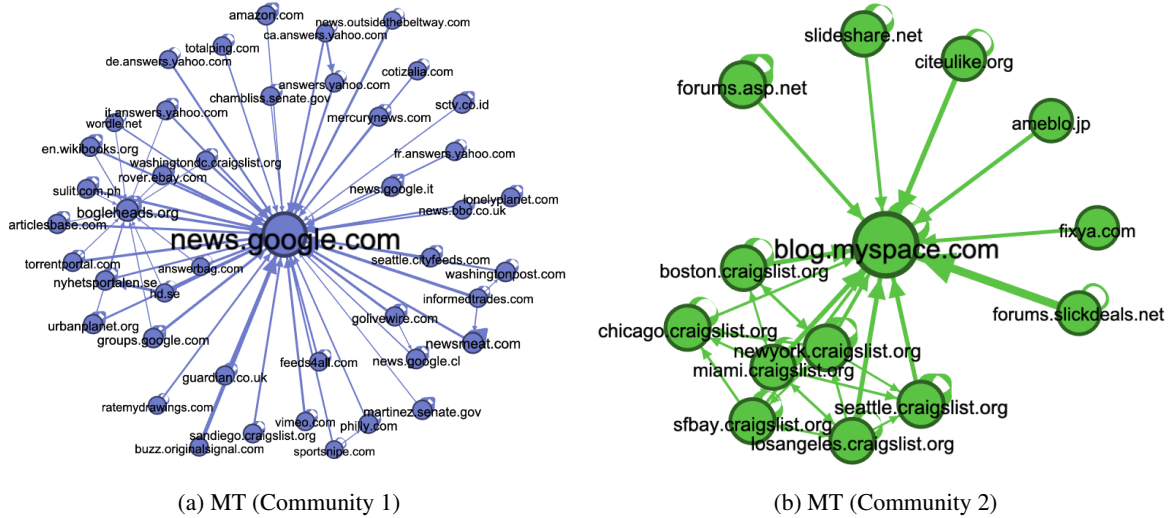 amazon.com
news.outsidethebeltway.com
ca.answers.yahoo.com
totalping.com
de.answers.yahoo.com
cotizalia.com
answers.yahoo.com
chambliss.senate.gov
sctv.co.id
it.answers.yahoo.com
mercurynews.com
wordle.net
en.wikibooks.org
fr.answers.yahoo.com
washingtondc.craigslist.org
rover.ebay.com
sulit.com.ph
news.google.it
lonelyplanet.com
bogleheads.org
news.bbc.co.uk
articlesbase.com
news.google.com
torrentportal.com
answerbag.com
seattle.cityfeeds.com
washingtonpost.com
nyhetsportalen.se
hd.se
informedtrades.com
urbanplanet.org
golivewire.com
groups.google.com
newsmeat.com
feeds4all.com
news.google.cl
guardian.co.uk
ratemydrawings.com
martinez.senate.gov
vimeo.com
philly.com
sandiego.craigslist.org
buzz.originalsignal.com
sportsnipe.com
(a) MT (Community 1)
slideshare.net
citeulike.org
forums.asp.net
ameblo.jp
fixya.com
blog.myspace.com
boston.craigslist.org
forums.slickdeals.net
chicago.craigslist.org
newyork.craigslist.org
miami.craigslist.org
seattle.craigslist.org
sfbay.craigslist.org
losangeles.craigslist.org
(b) MT (Community 2)